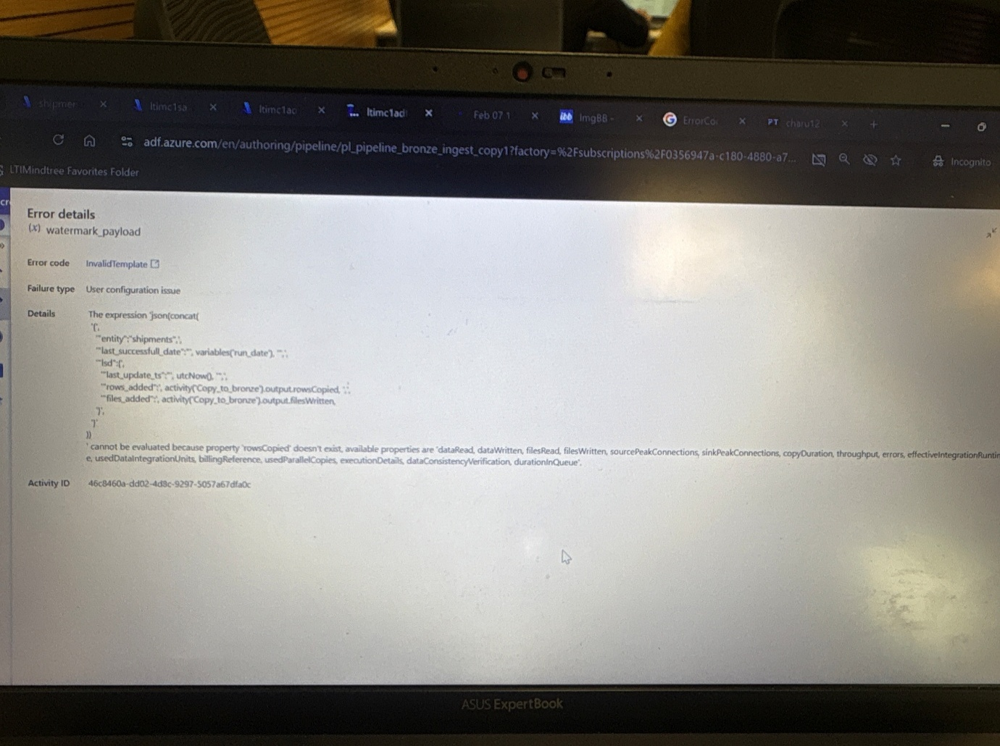 shipmer
ltimc1sa
ltimc1ac
ltimc1ad
Feb 07 1
ibb ImgBB -
G ErrorCo
PT charu12
adf.azure.com/en/authoring/pipeline/pl_pipeline_bronze_ingest_copy1?factory=%2Fsubscriptions%2F0356947a-c180-4880-a7...
Incognito
LTIMindtree Favorites Folder
cr
Error details
(x) watermark_payload
Error code InvalidTemplate
Failure type User configuration issue
Details The expression 'json(concat(
'{',
'"entity":"shipments",',
'"last_successfull_date":"', variables('run_date'), '",',
'"lsd":{',
'"last_update_ts":"', utcNow(), '",',
'"rows_added":', activity('Copy_to_bronze').output.rowsCopied, ',',
'"files_added":', activity('Copy_to_bronze').output.filesWritten,
'}',
'}'
))
' cannot be evaluated because property 'rowsCopied' doesn't exist, available properties are 'dataRead, dataWritten, filesRead, filesWritten, sourcePeakConnections, sinkPeakConnections, copyDuration, throughput, errors, effectiveIntegrationRuntim
e, usedDataIntegrationUnits, billingReference, usedParallelCopies, executionDetails, dataConsistencyVerification, durationInQueue'.
Activity ID 46c8460a-dd02-4d8c-9297-5057a67dfa0c
ASUS ExpertBook